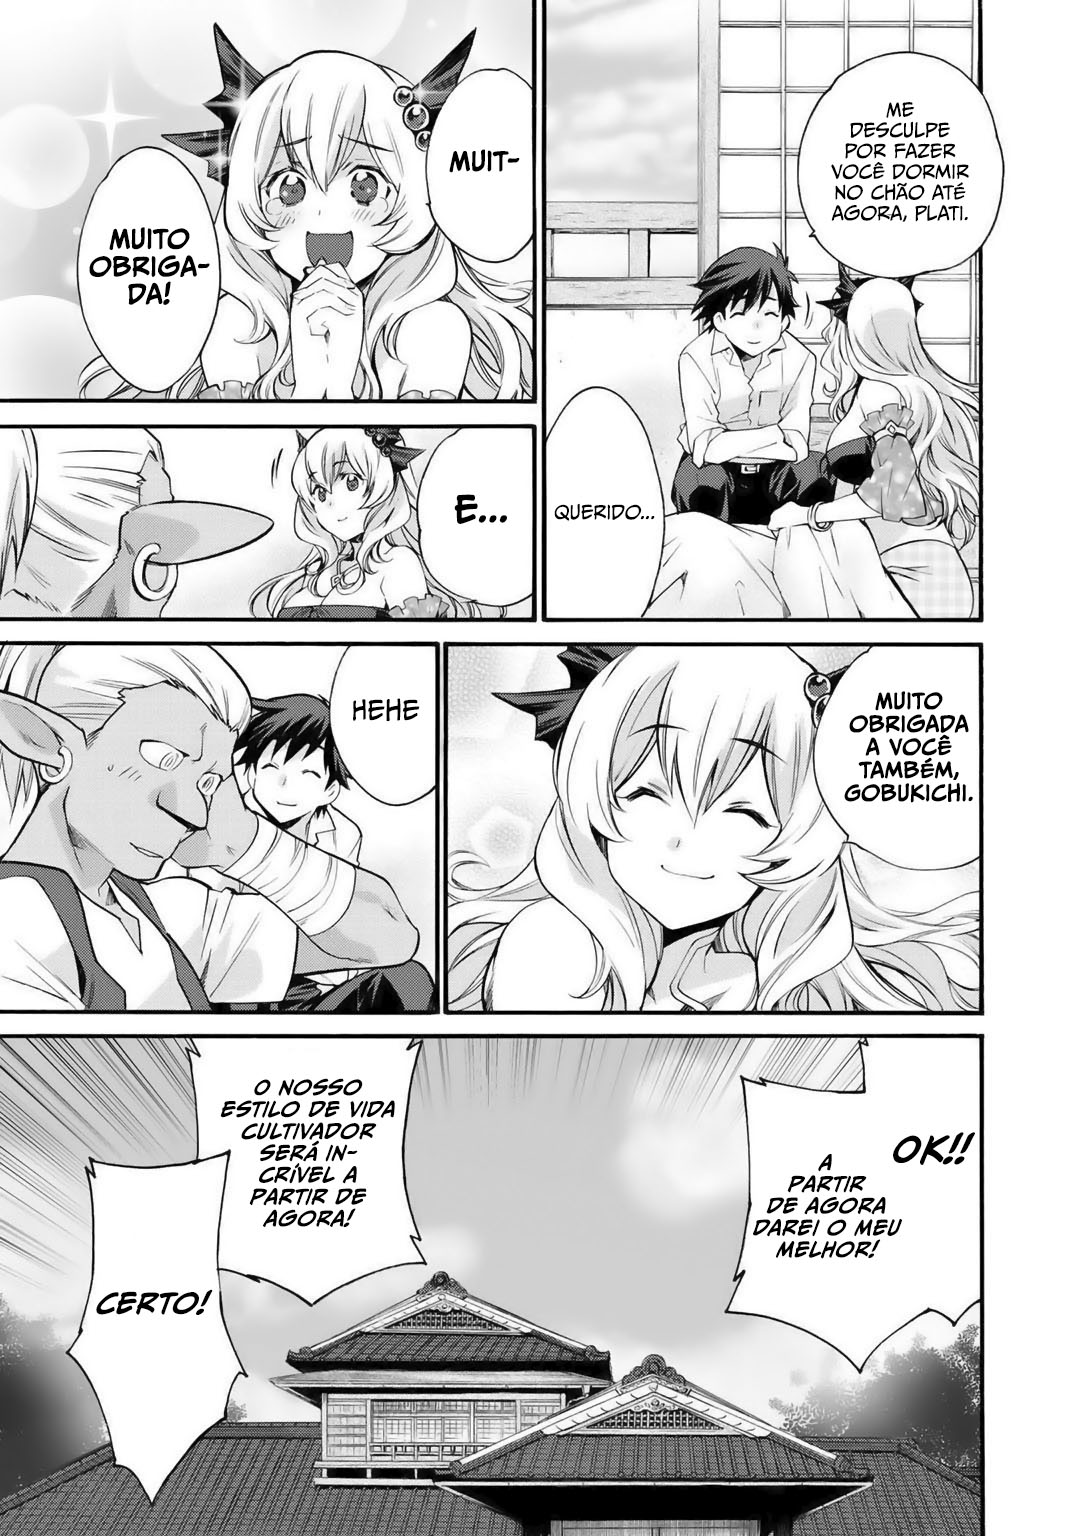 ME
DESCULPE
POR FAZER
VOCÊ DORMIR
NO CHÃO ATÉ
AGORA, PLATI.
QUERIDO...
MUIT-
MUITO
OBRIGA-
DA!
E...
MUITO
OBRIGADA
A VOCÊ
TAMBÉM,
GOBUKICHI.
HEHE
OK!!
A
PARTIR
DE AGORA
DAREI O MEU
MELHOR!
O NOSSO
ESTILO DE VIDA
CULTIVADOR
SERÁ IN-
CRÍVEL A
PARTIR DE
AGORA!
CERTO!